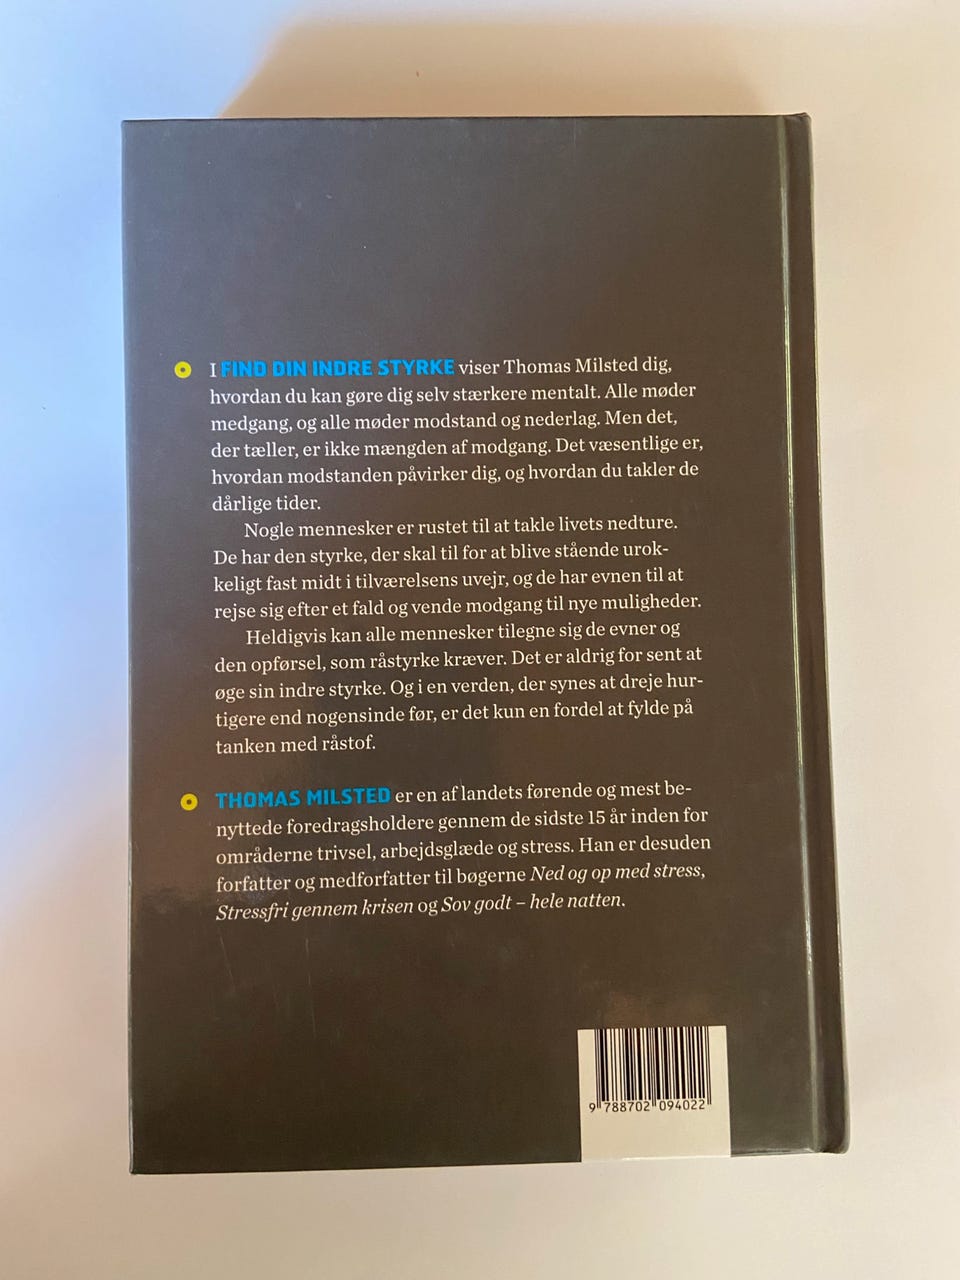 I FIND DIN INDRE STYRKE viser Thomas Milsted dig,
hvordan du kan gøre dig selv stærkere mentalt. Alle møder
medgang, og alle møder modstand og nederlag. Men det,
der tæller, er ikke mængden af modgang. Det væsentlige er,
hvordan modstanden påvirker dig, og hvordan du takler de
dårlige tider.
Nogle mennesker er rustet til at takle livets nedture.
De har den styrke, der skal til for at blive stående urok-
keligt fast midt i tilværelsens uvejr, og de har evnen til at
rejse sig efter et fald og vende modgang til nye muligheder.
Heldigvis kan alle mennesker tilegne sig de evner og
den opførsel, som råstyrke kræver. Det er aldrig for sent at
øge sin indre styrke. Og i en verden, der synes at dreje hur-
tigere end nogensinde før, er det kun en fordel at fylde på
tanken med råstof.
THOMAS MILSTED er en af landets førende og mest be-
nyttede foredragsholdere gennem de sidste 15 år inden for
områderne trivsel, arbejdsglæde og stress. Han er desuden
forfatter og medforfatter til bøgerne Ned og op med stress,
Stressfri gennem krisen og Sov godt – hele natten.
9 788702 094022